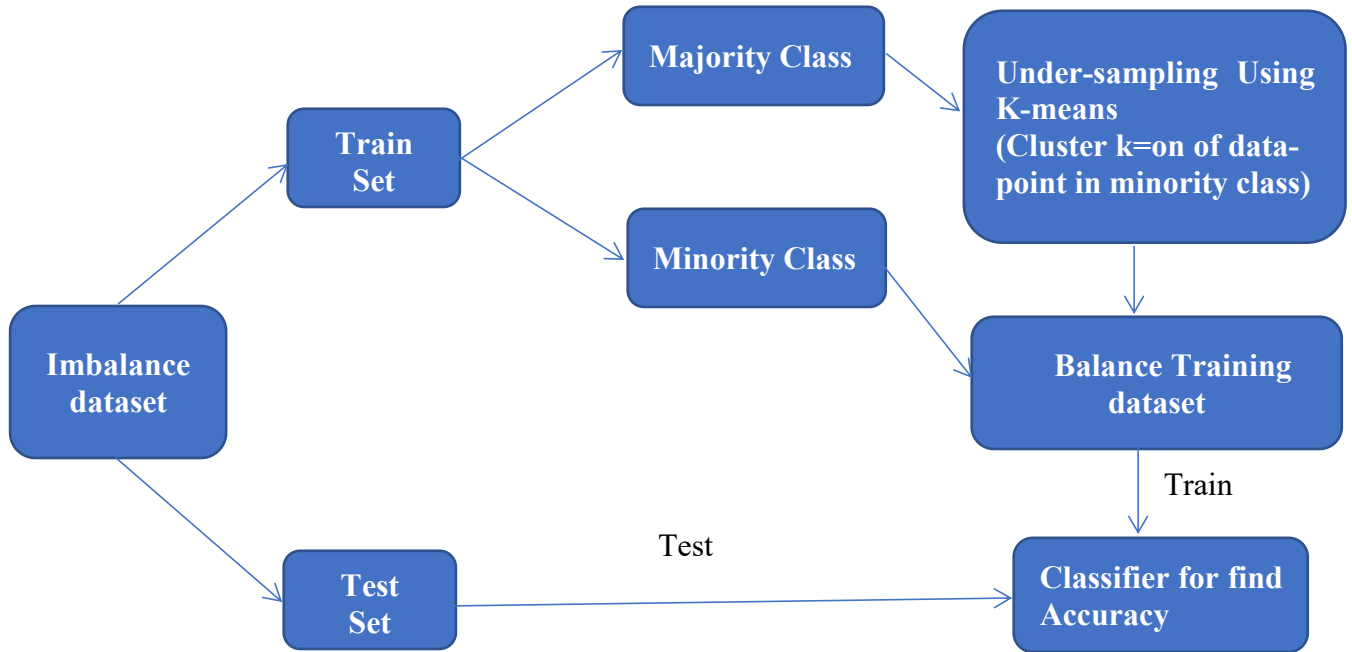 Majority Class
Under-sampling Using
K-means
(Cluster k=on of data-
point in minority class)
Train
Set
Minority Class
Imbalance
dataset
Balance Training
dataset
Train
Test
Test
Set
Classifier for find
Accuracy